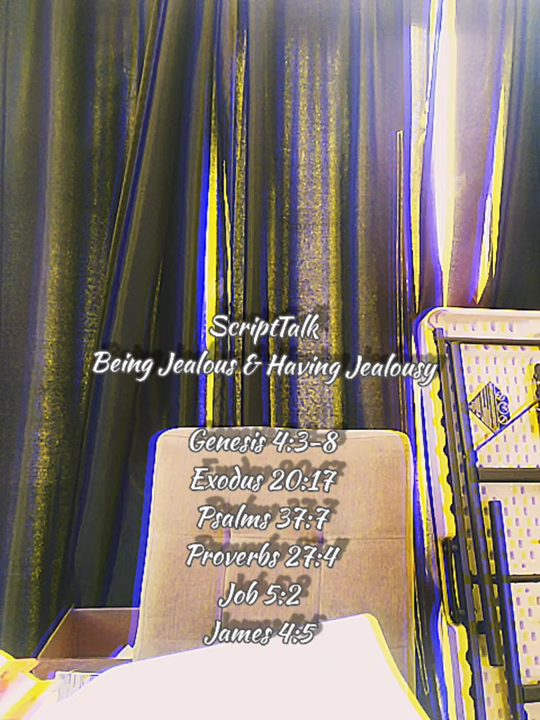 ScriptTalk
Being Jealous & Having Jealousy
Genesis 4:3-8
Exodus 20:17
Psalms 37:7
Proverbs 27:4
Job 5:2
James 4:5